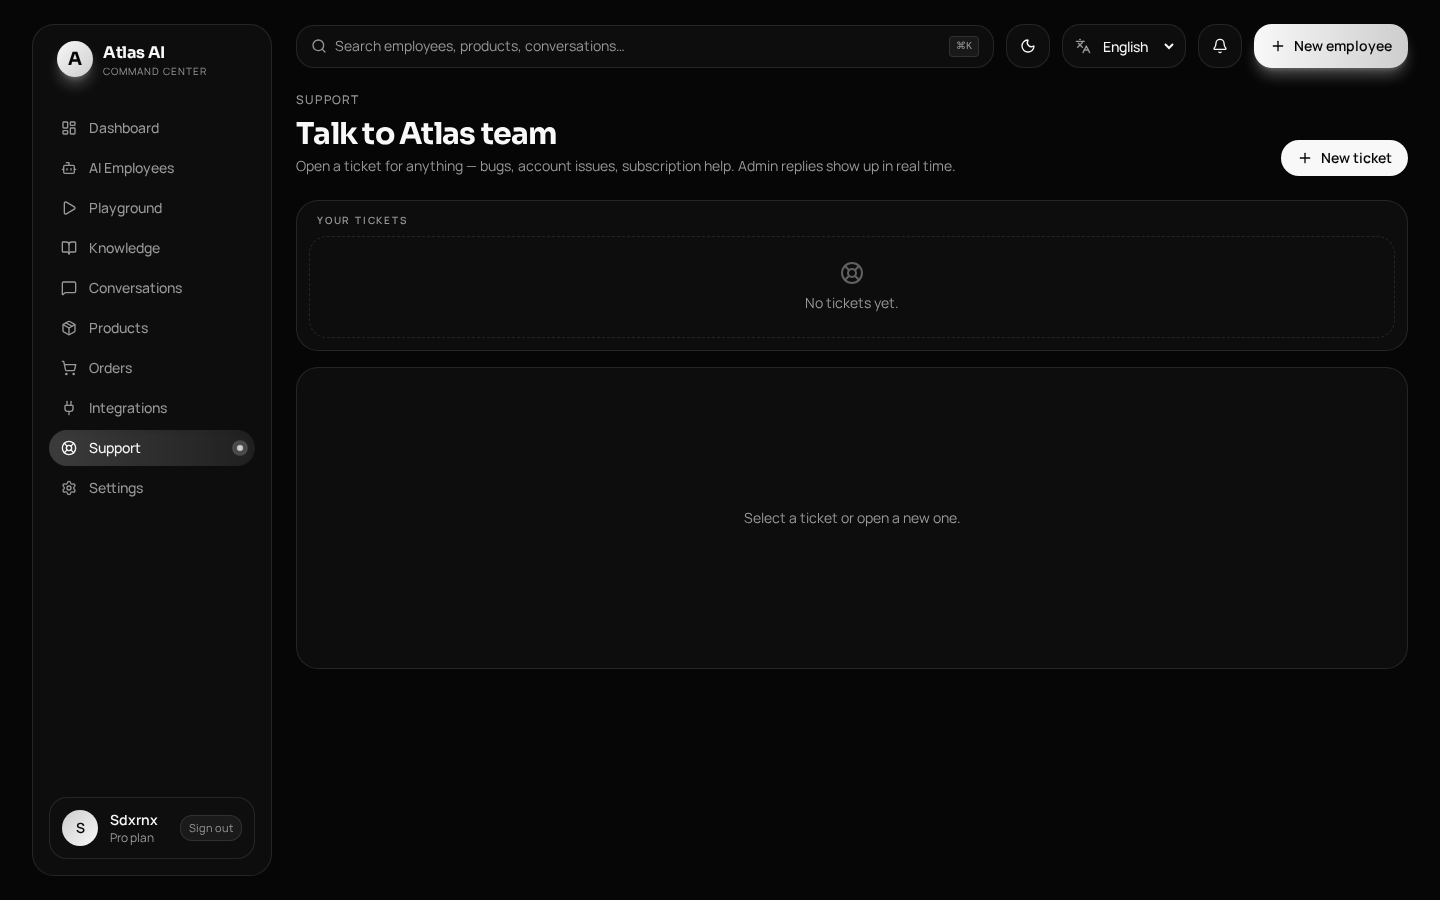 A
Atlas AI
COMMAND CENTER
Dashboard
AI Employees
Playground
Knowledge
Conversations
Products
Orders
Integrations
Support
Settings
S
Sdxrnx
Pro plan
Sign out
Search employees, products, conversations...
⌘K
English
New employee
SUPPORT
Talk to Atlas team
Open a ticket for anything — bugs, account issues, subscription help. Admin replies show up in real time.
New ticket
YOUR TICKETS
No tickets yet.
Select a ticket or open a new one.